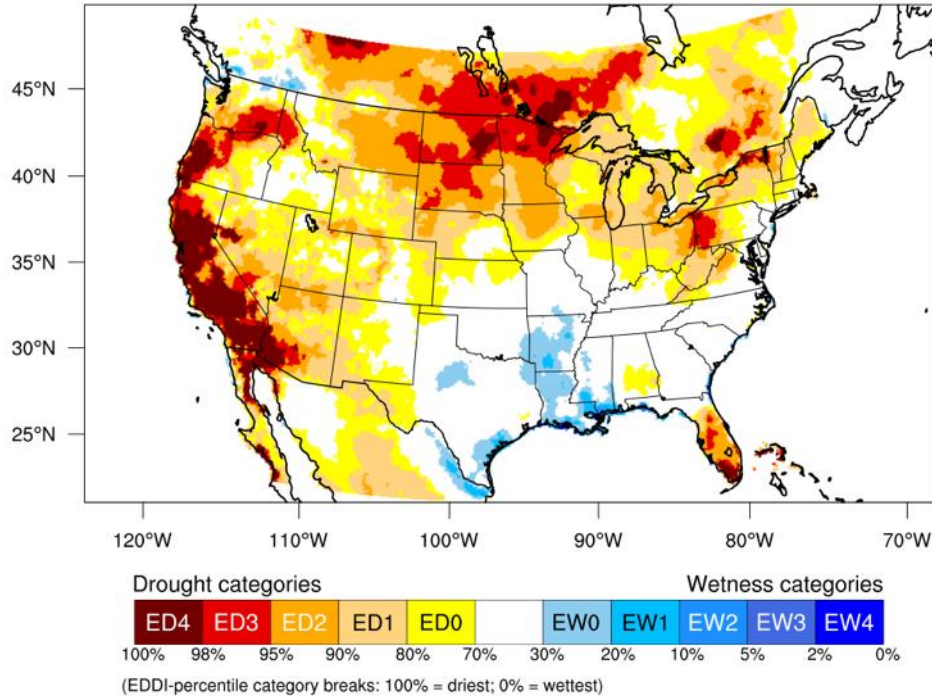 45°N
40°N
35°N
30°N
25°N
120°W 110°W 100°W 90°W 80°W 70°W
Drought categories Wetness categories
ED4 ED3 ED2 ED1 ED0 EW0 EW1 EW2 EW3 EW4
100% 98% 95% 90% 80% 70% 30% 20% 10% 5% 2% 0%
(EDDI-percentile category breaks: 100% = driest; 0% = wettest)